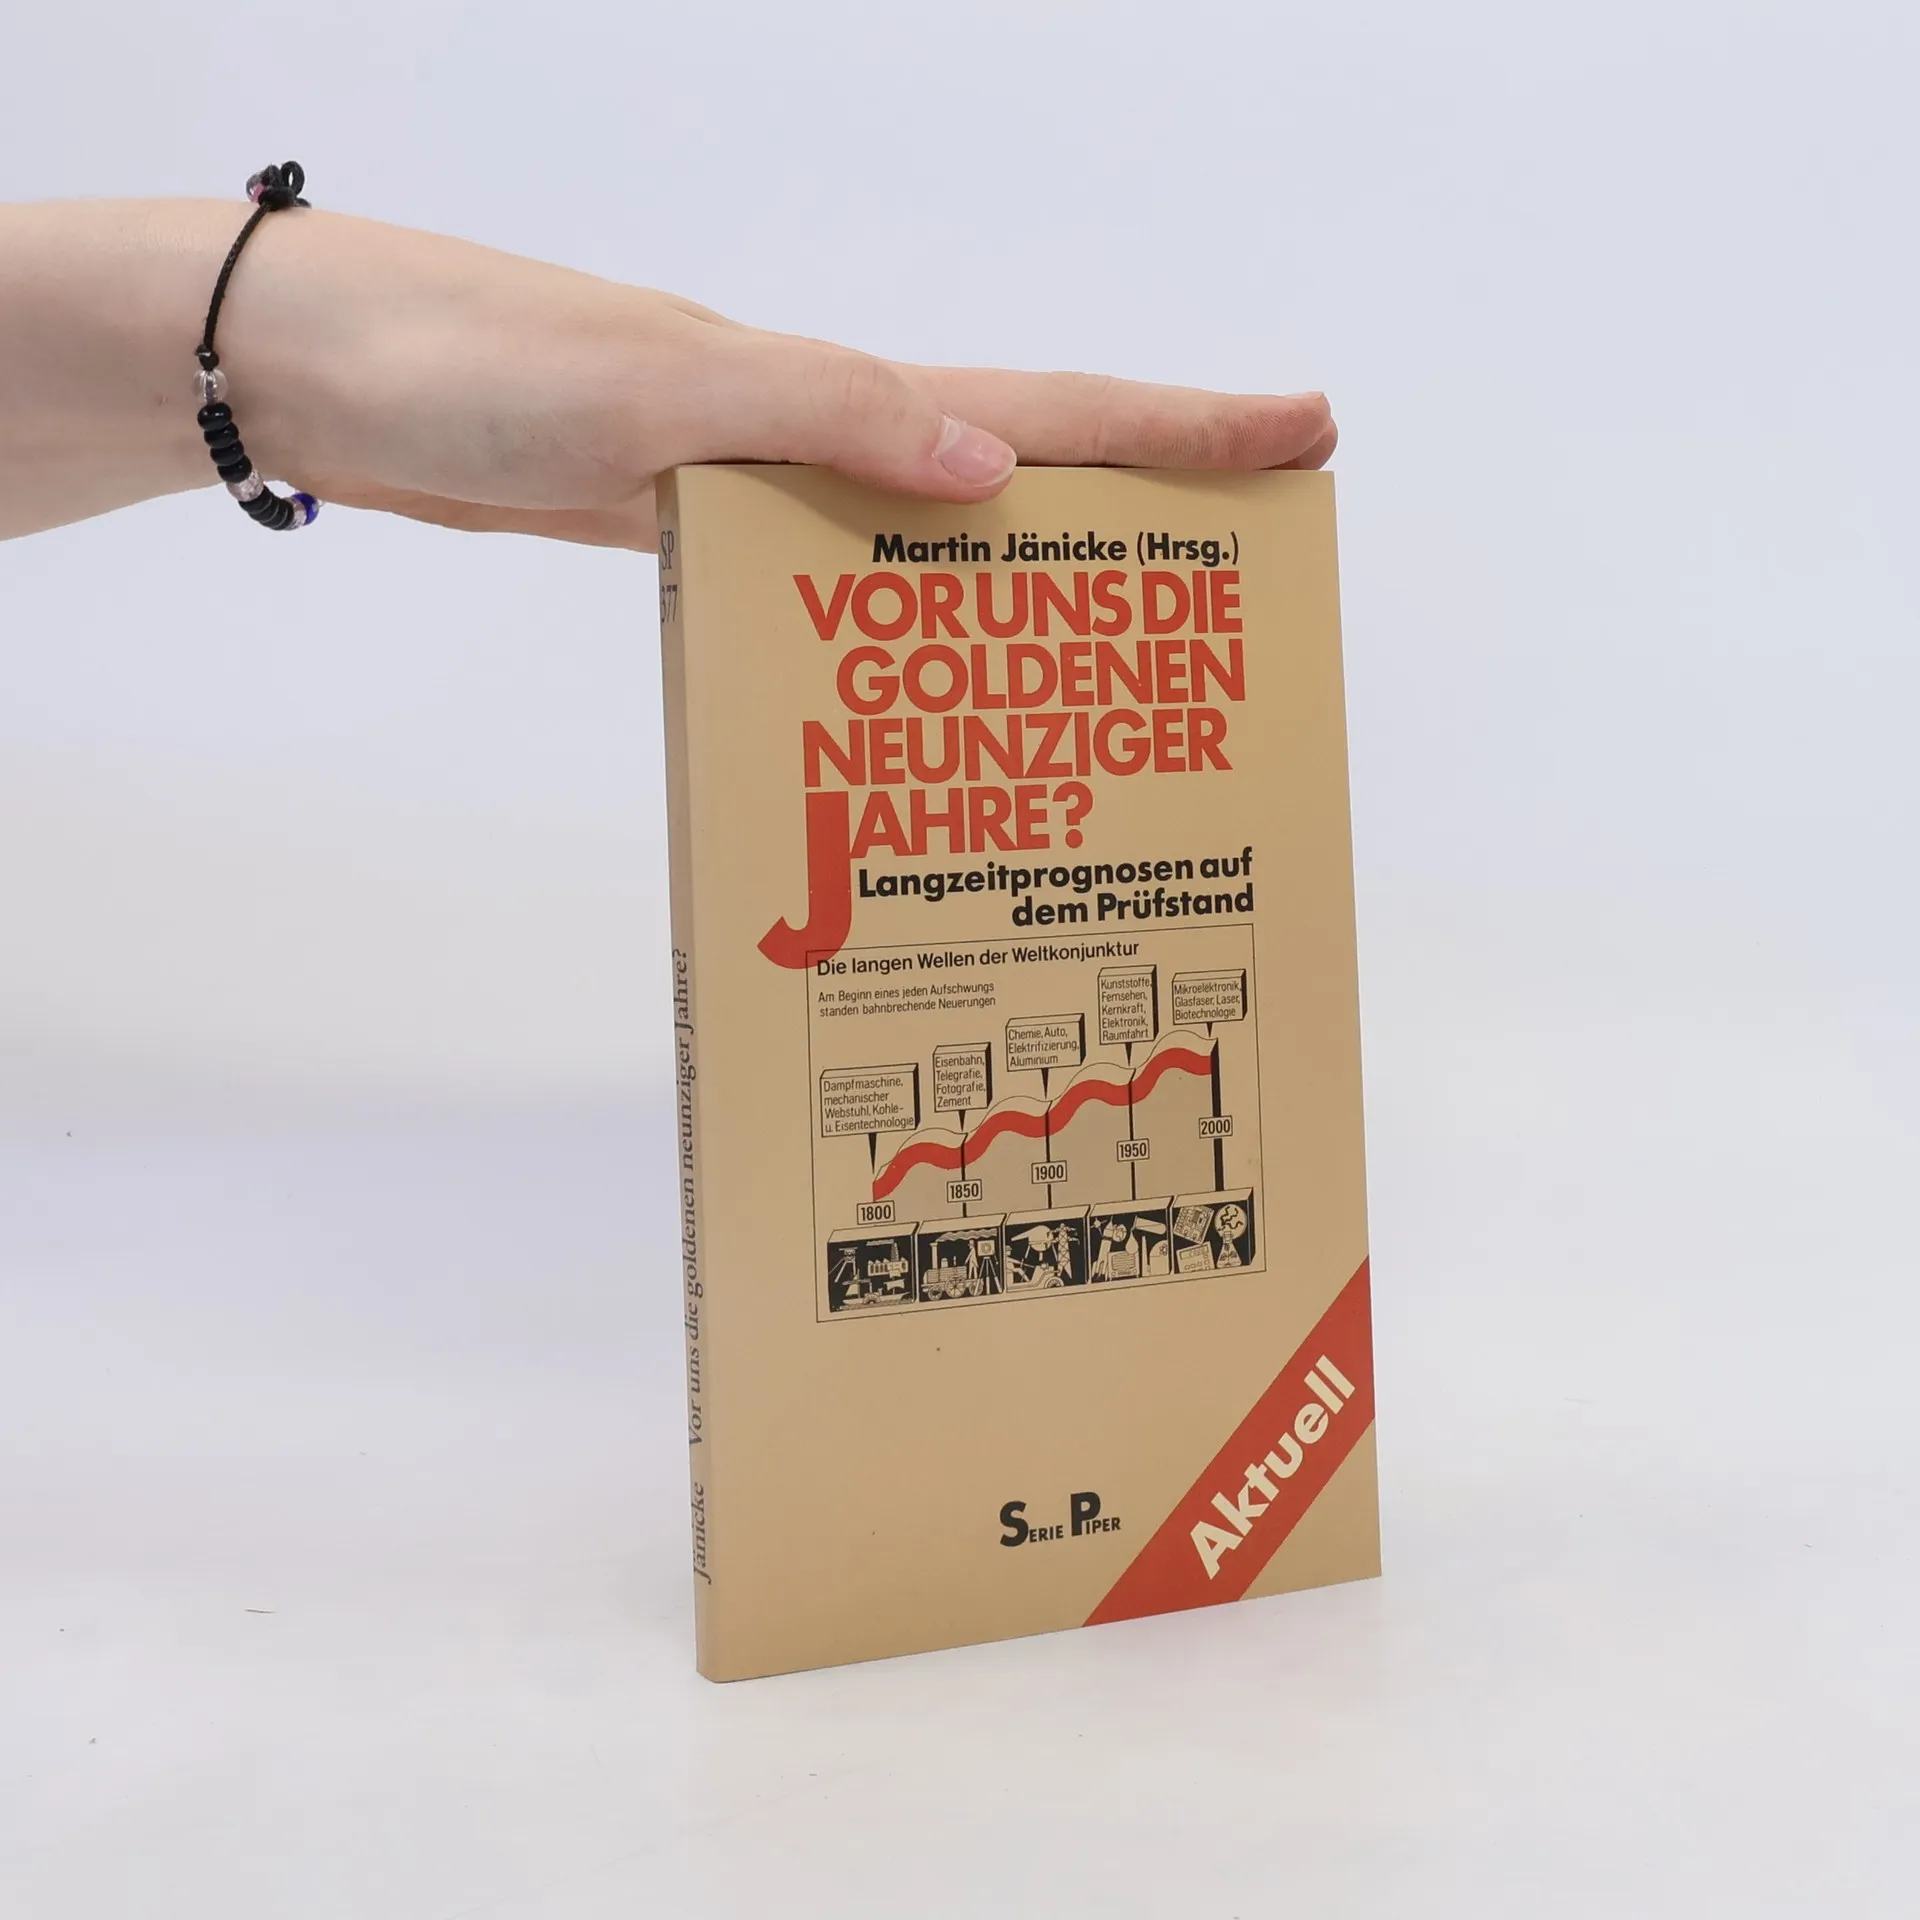 SP
377
Jänicke Vor uns die goldenen neunziger Jahre?
Martin Jänicke (Hrsg.)
VOR UNS DIE
GOLDENEN
NEUNZIGER
JAHRE?
Langzeitprognosen auf
dem Prüfstand
Die langen Wellen der Weltkonjunktur
Am Beginn eines jeden Aufschwungs
standen bahnbrechende Neuerungen
Dampfmaschine,
mechanischer
Webstuhl, Kohle-
u. Eisentechnologie
Eisenbahn,
Telegrafie,
Fotografie,
Zement
Chemie, Auto,
Elektrifizierung,
Aluminium
Kunststoffe,
Fernsehen,
Kernkraft,
Elektronik,
Raumfahrt
Mikroelektronik,
Glasfaser, Laser,
Biotechnologie
1800
1850
1900
1950
2000
SERIE PIPER
Aktuell